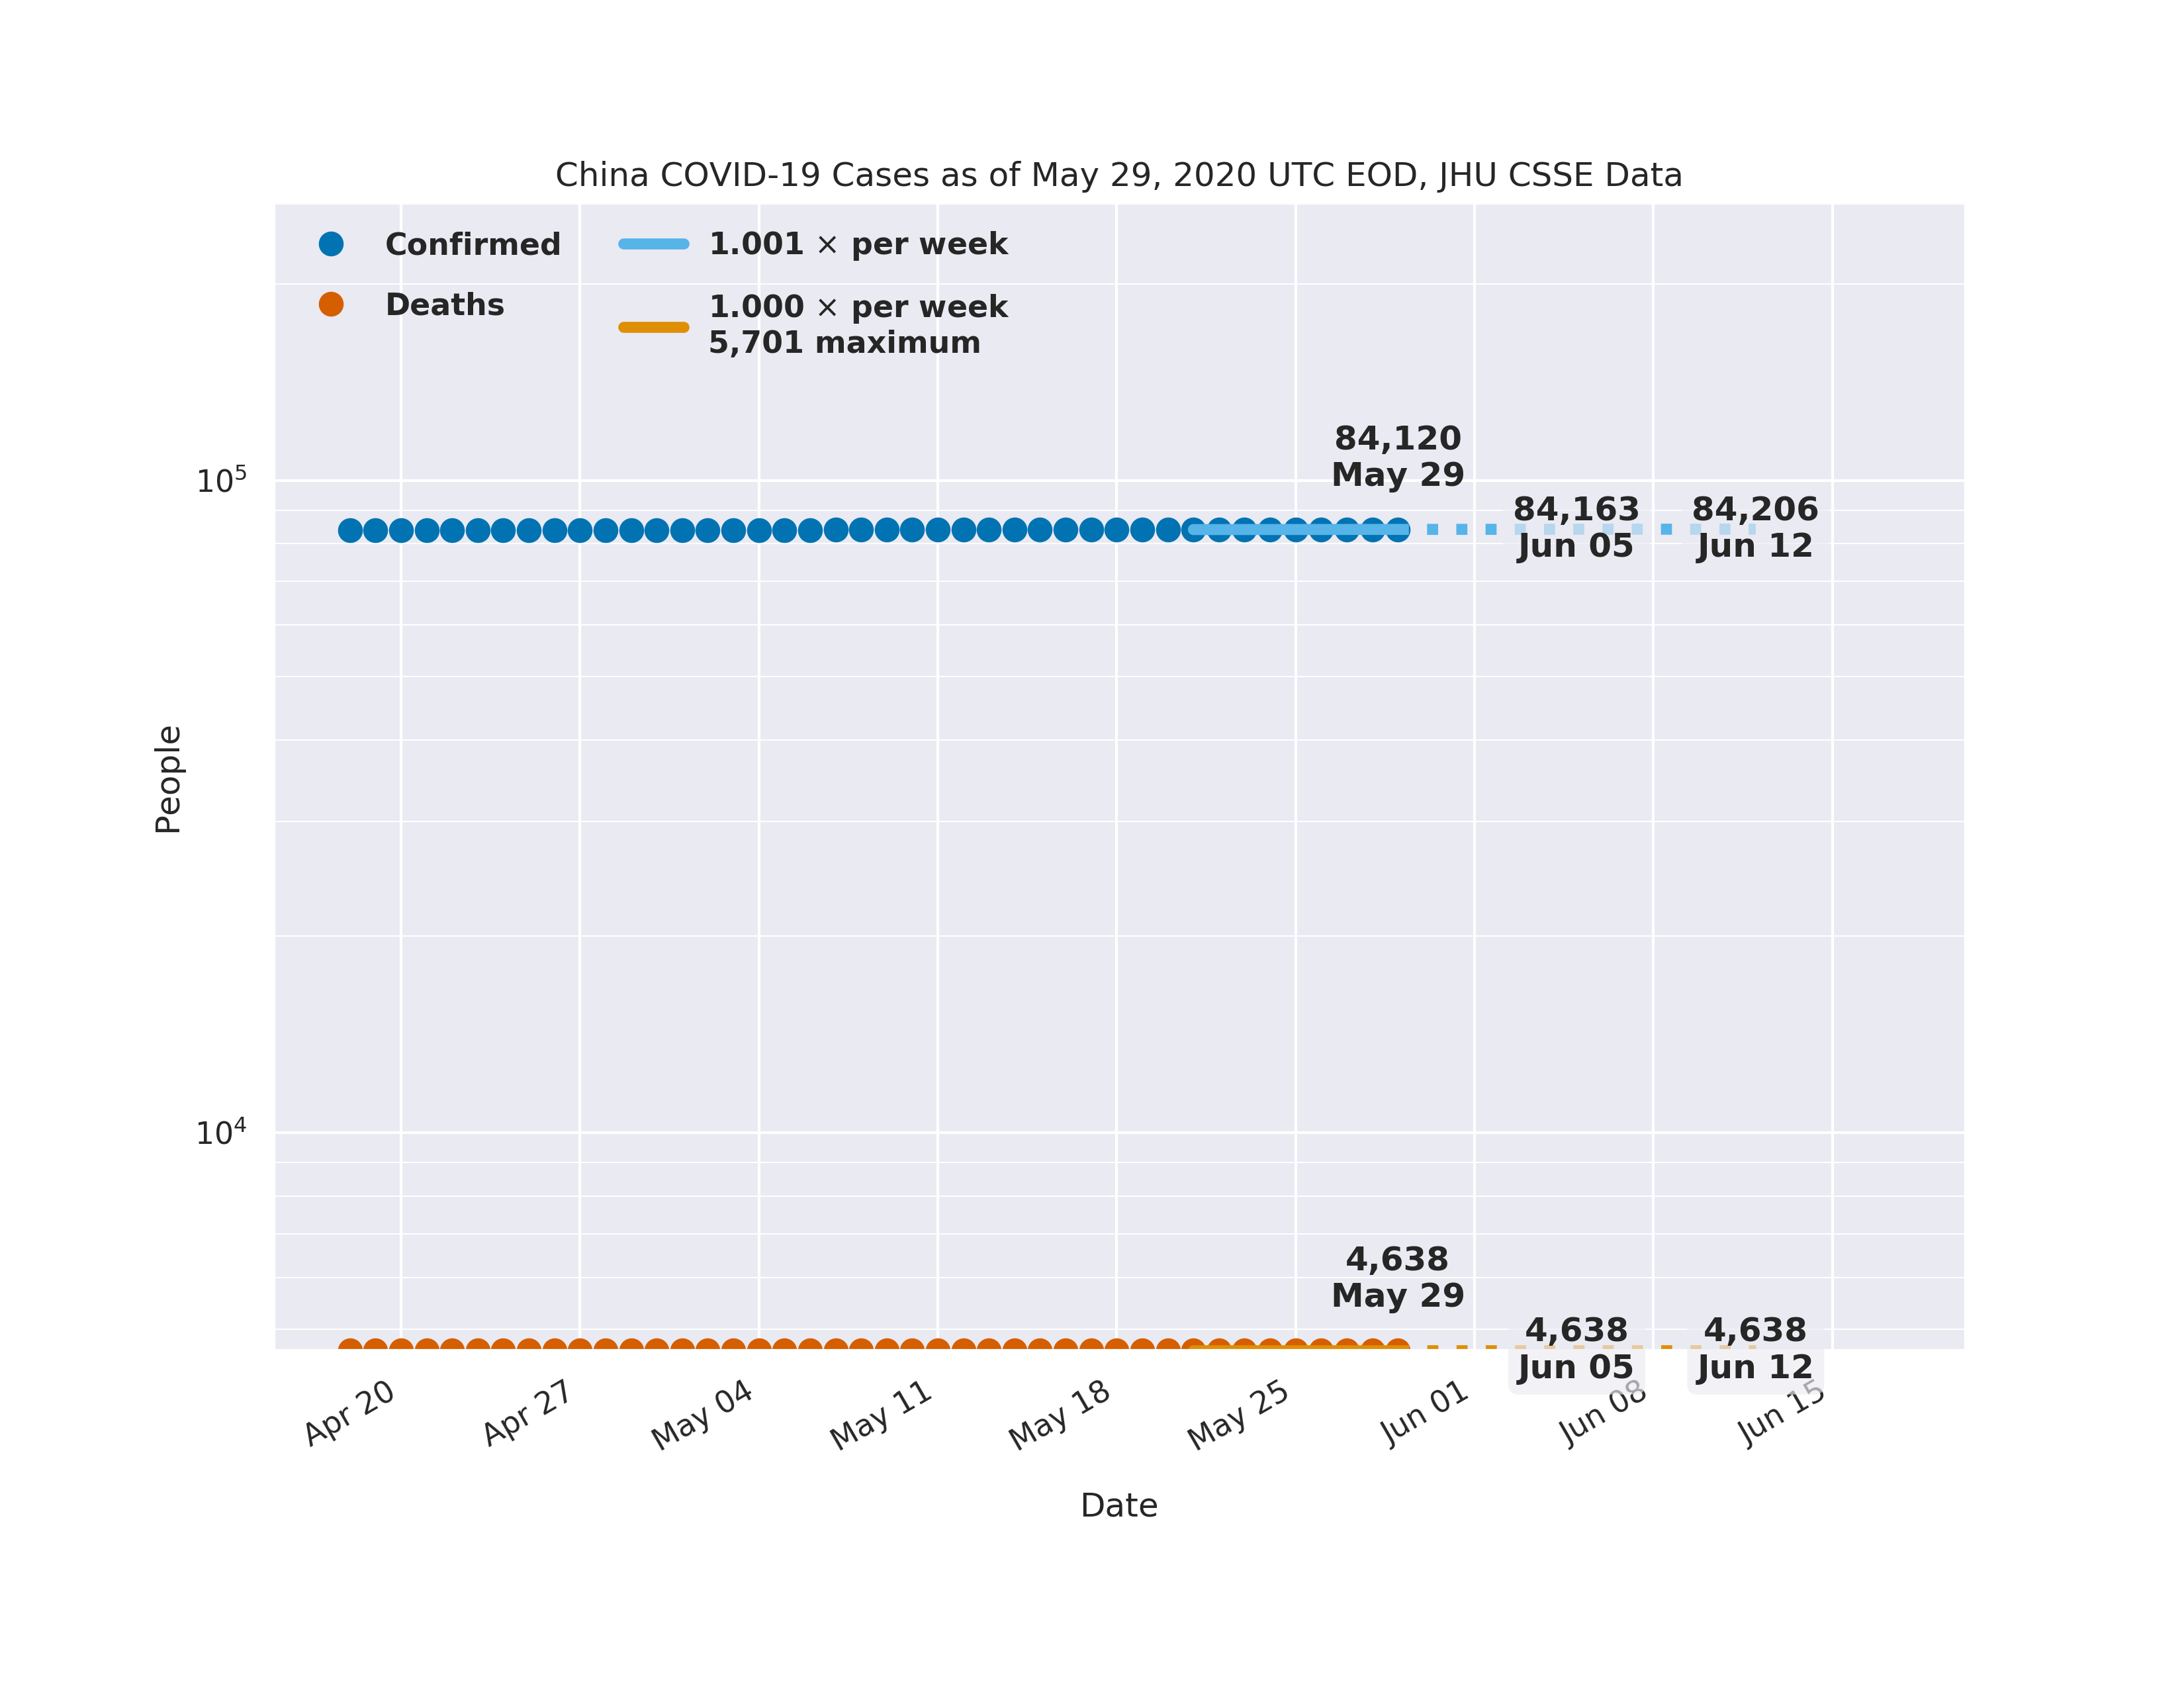 China COVID-19 Cases as of May 29, 2020 UTC EOD, JHU CSSE Data
Confirmed
Deaths
1.001 × per week
1.000 × per week
5,701 maximum
84,120
May 29
84,163
Jun 05
84,206
Jun 12
10⁵
People
10⁴
4,638
May 29
4,638
Jun 05
4,638
Jun 12
Apr 20
Apr 27
May 04
May 11
May 18
May 25
Jun 01
Jun 08
Jun 15
Date